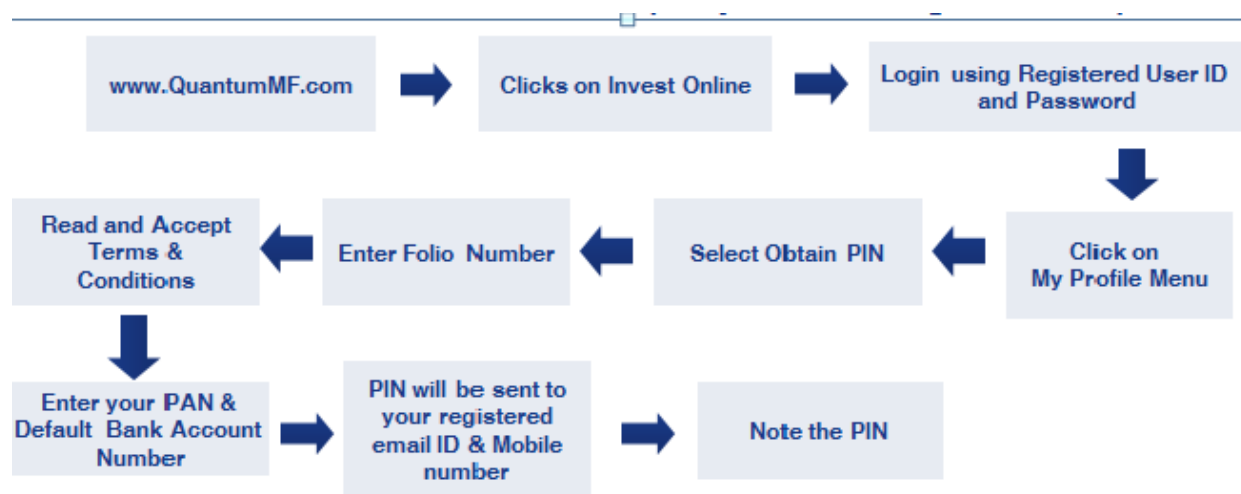 www.QuantumMF.com
Clicks on Invest Online
Login using Registered User ID
and Password
Click on
My Profile Menu
Select Obtain PIN
Enter Folio Number
Read and Accept
Terms &
Conditions
Enter your PAN &
Default Bank Account
Number
PIN will be sent to
your registered
email ID & Mobile
number
Note the PIN